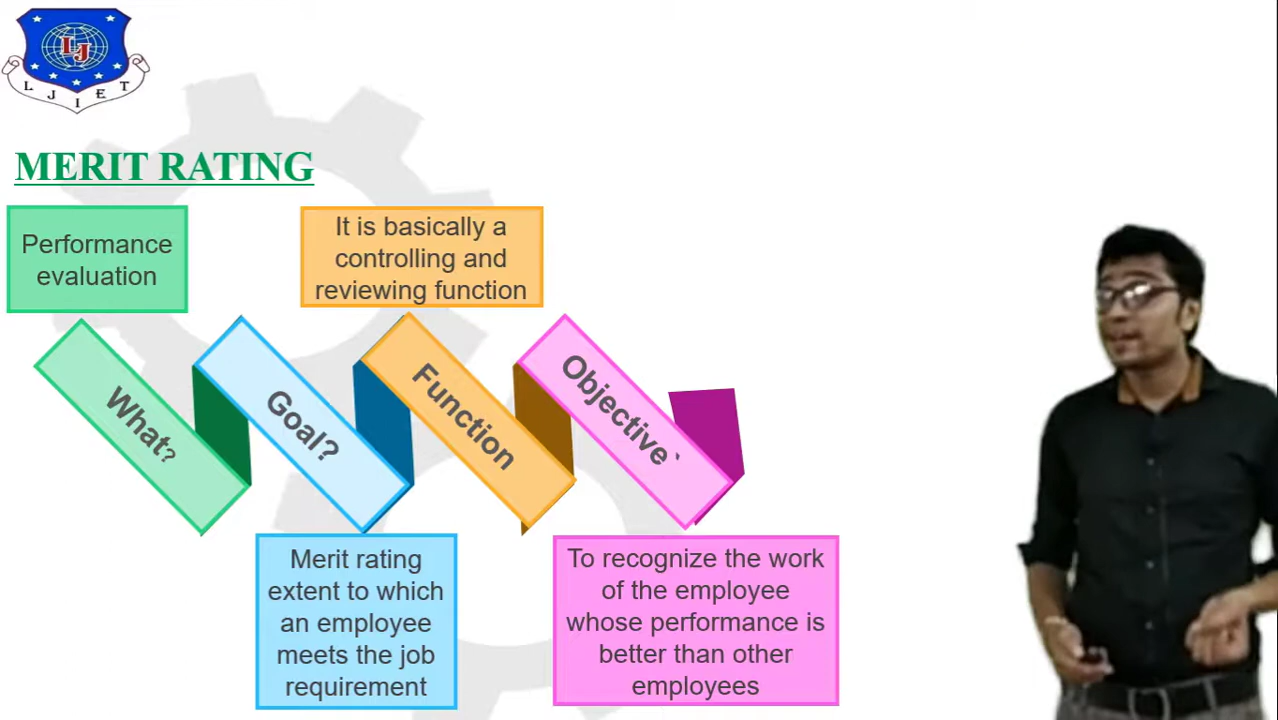 LJ
LJIET
MERIT RATING
Performance
evaluation
It is basically a
controlling and
reviewing function
What?
Goal?
Function
Objective`
Merit rating
extent to which
an employee
meets the job
requirement
To recognize the work
of the employee
whose performance is
better than other
employees